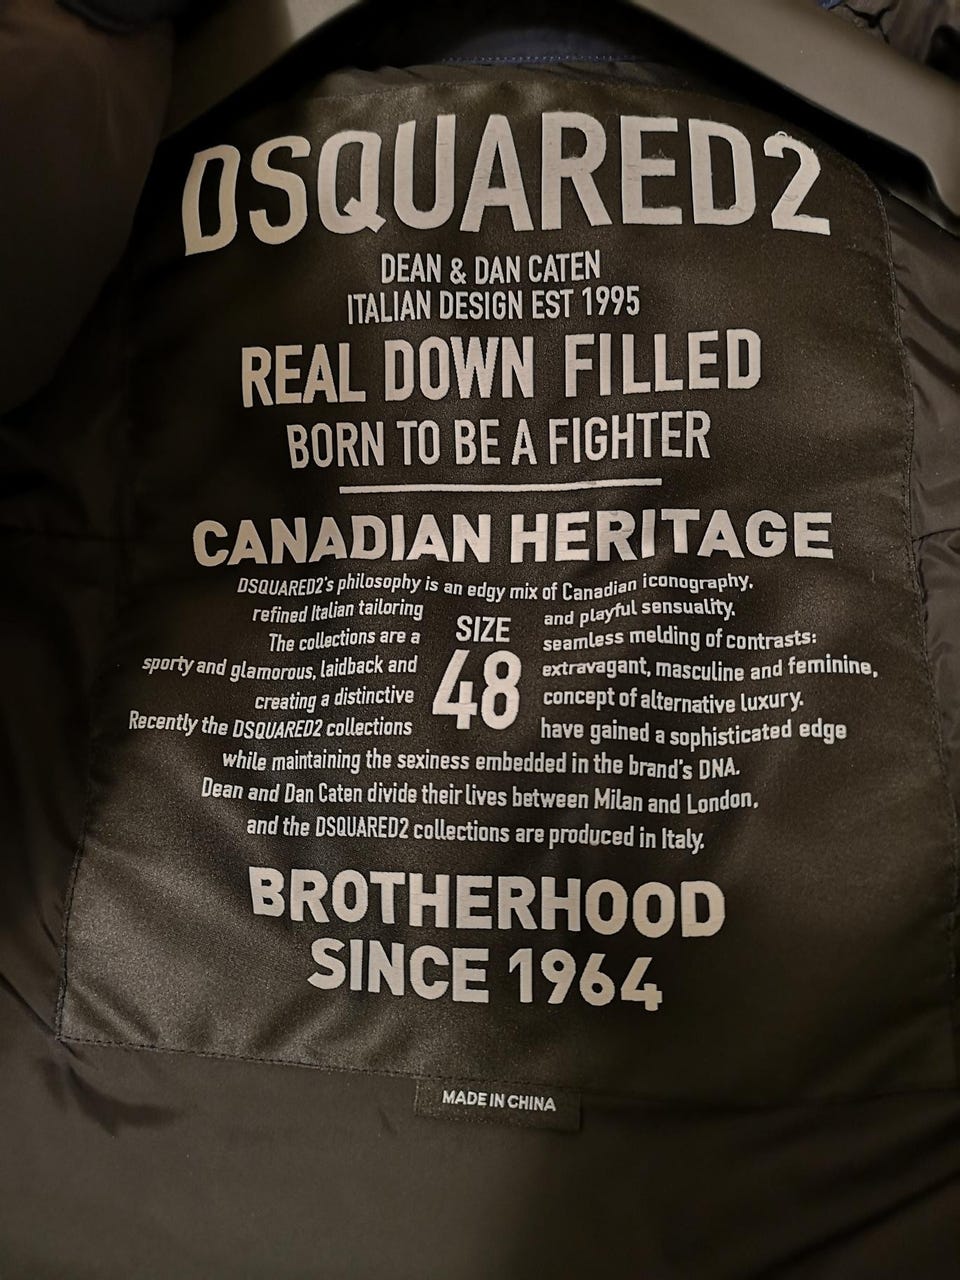 DSQUARED2
DEAN & DAN CATEN
ITALIAN DESIGN EST 1995
REAL DOWN FILLED
BORN TO BE A FIGHTER
CANADIAN HERITAGE
DSQUARED2's philosophy is an edgy mix of Canadian iconography,
refined Italian tailoring and playful sensuality.
The collections are a seamless melding of contrasts:
sporty and glamorous, laidback and extravagant, masculine and feminine,
creating a distinctive concept of alternative luxury.
Recently the DSQUARED2 collections have gained a sophisticated edge
SIZE
48
while maintaining the sexiness embedded in the brand's DNA.
Dean and Dan Caten divide their lives between Milan and London,
and the DSQUARED2 collections are produced in Italy.
BROTHERHOOD
SINCE 1964
MADE IN CHINA